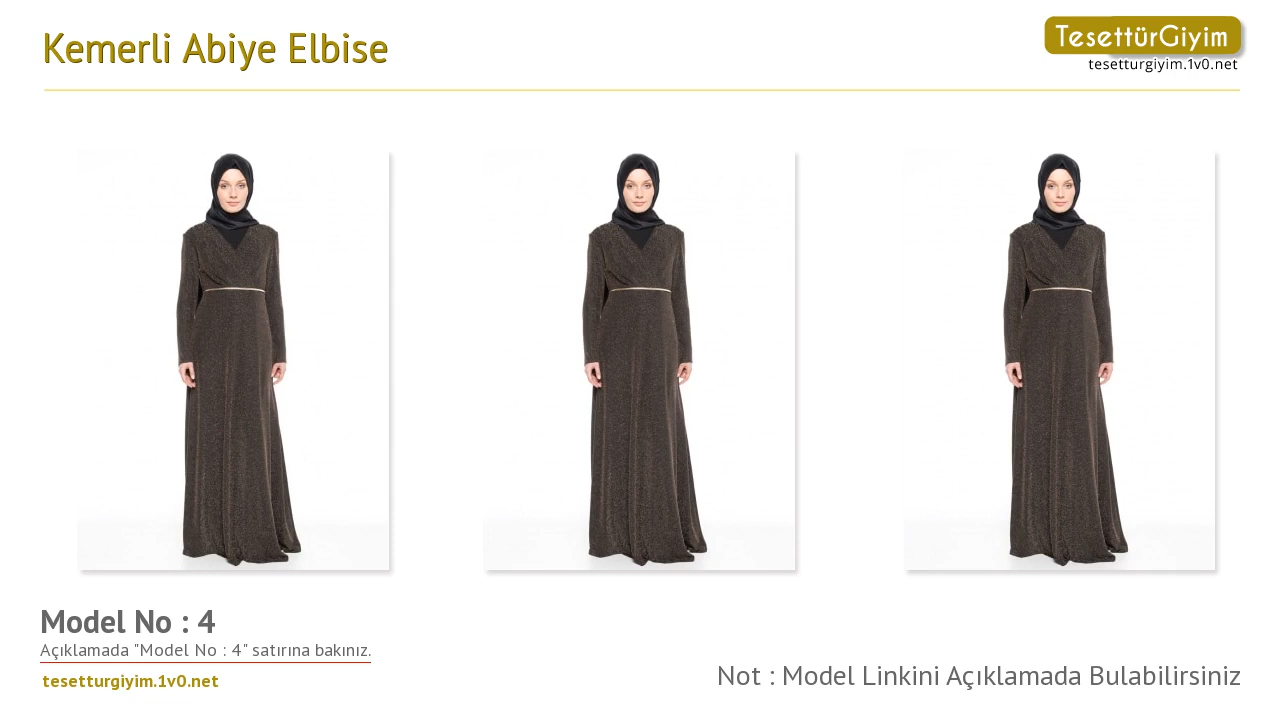 Kemerli Abiye Elbise
TesettürGiyim
tesetturgiyim.1v0.net
Model No : 4
Açıklamada "Model No : 4" satırına bakınız.
tesetturgiyim.1v0.net
Not : Model Linkini Açıklamada Bulabilirsiniz